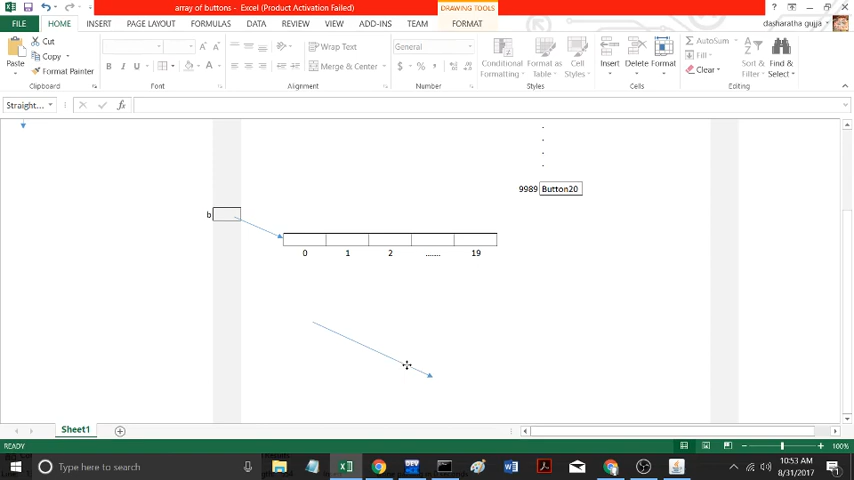 array of buttons - Excel (Product Activation Failed)
DRAWING TOOLS
FILE HOME INSERT PAGE LAYOUT FORMULAS DATA REVIEW VIEW ADD-INS TEAM FORMAT
dasharatha gujja
Cut
Copy
Format Painter
Paste
Clipboard
B I U
A A
Font
Wrap Text
Merge & Center
Alignment
General
$ % ,
Number
Conditional Formatting
Format as Table
Cell Styles
Styles
Insert Delete Format
Cells
AutoSum
Fill
Clear
Sort & Filter
Find & Select
Editing
Straight...
fx
9989 Button20
b
0 1 2 ....... 19
Sheet1
READY
100%
Type here to search
10:53 AM
8/31/2017